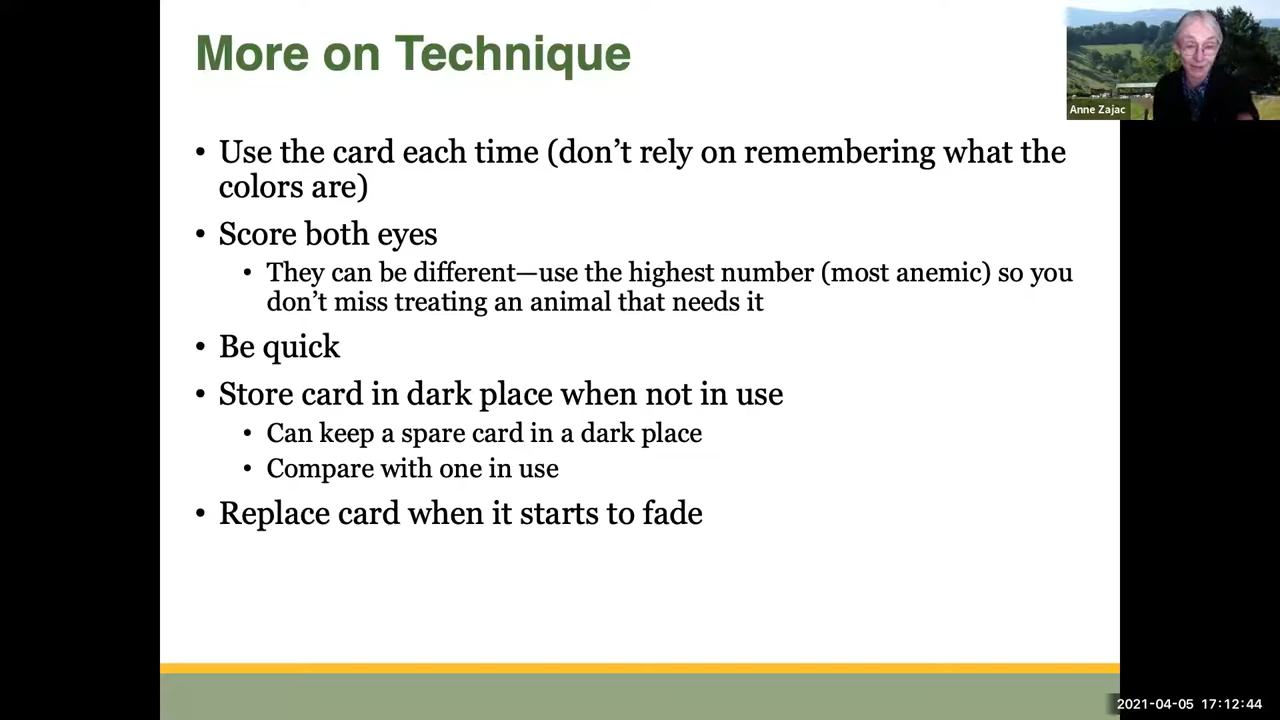 More on Technique
Anne Zajac
• Use the card each time (don’t rely on remembering what the
colors are)
• Score both eyes
• They can be different—use the highest number (most anemic) so you
don’t miss treating an animal that needs it
• Be quick
• Store card in dark place when not in use
• Can keep a spare card in a dark place
• Compare with one in use
• Replace card when it starts to fade
2021-04-05 17:12:44